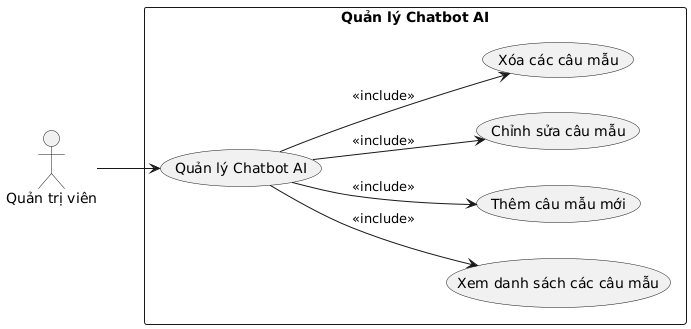 Quản lý Chatbot AI
Xóa các câu mẫu
«include»
Chỉnh sửa câu mẫu
«include»
Quản lý Chatbot AI
Quản trị viên
«include»
Thêm câu mẫu mới
«include»
Xem danh sách các câu mẫu